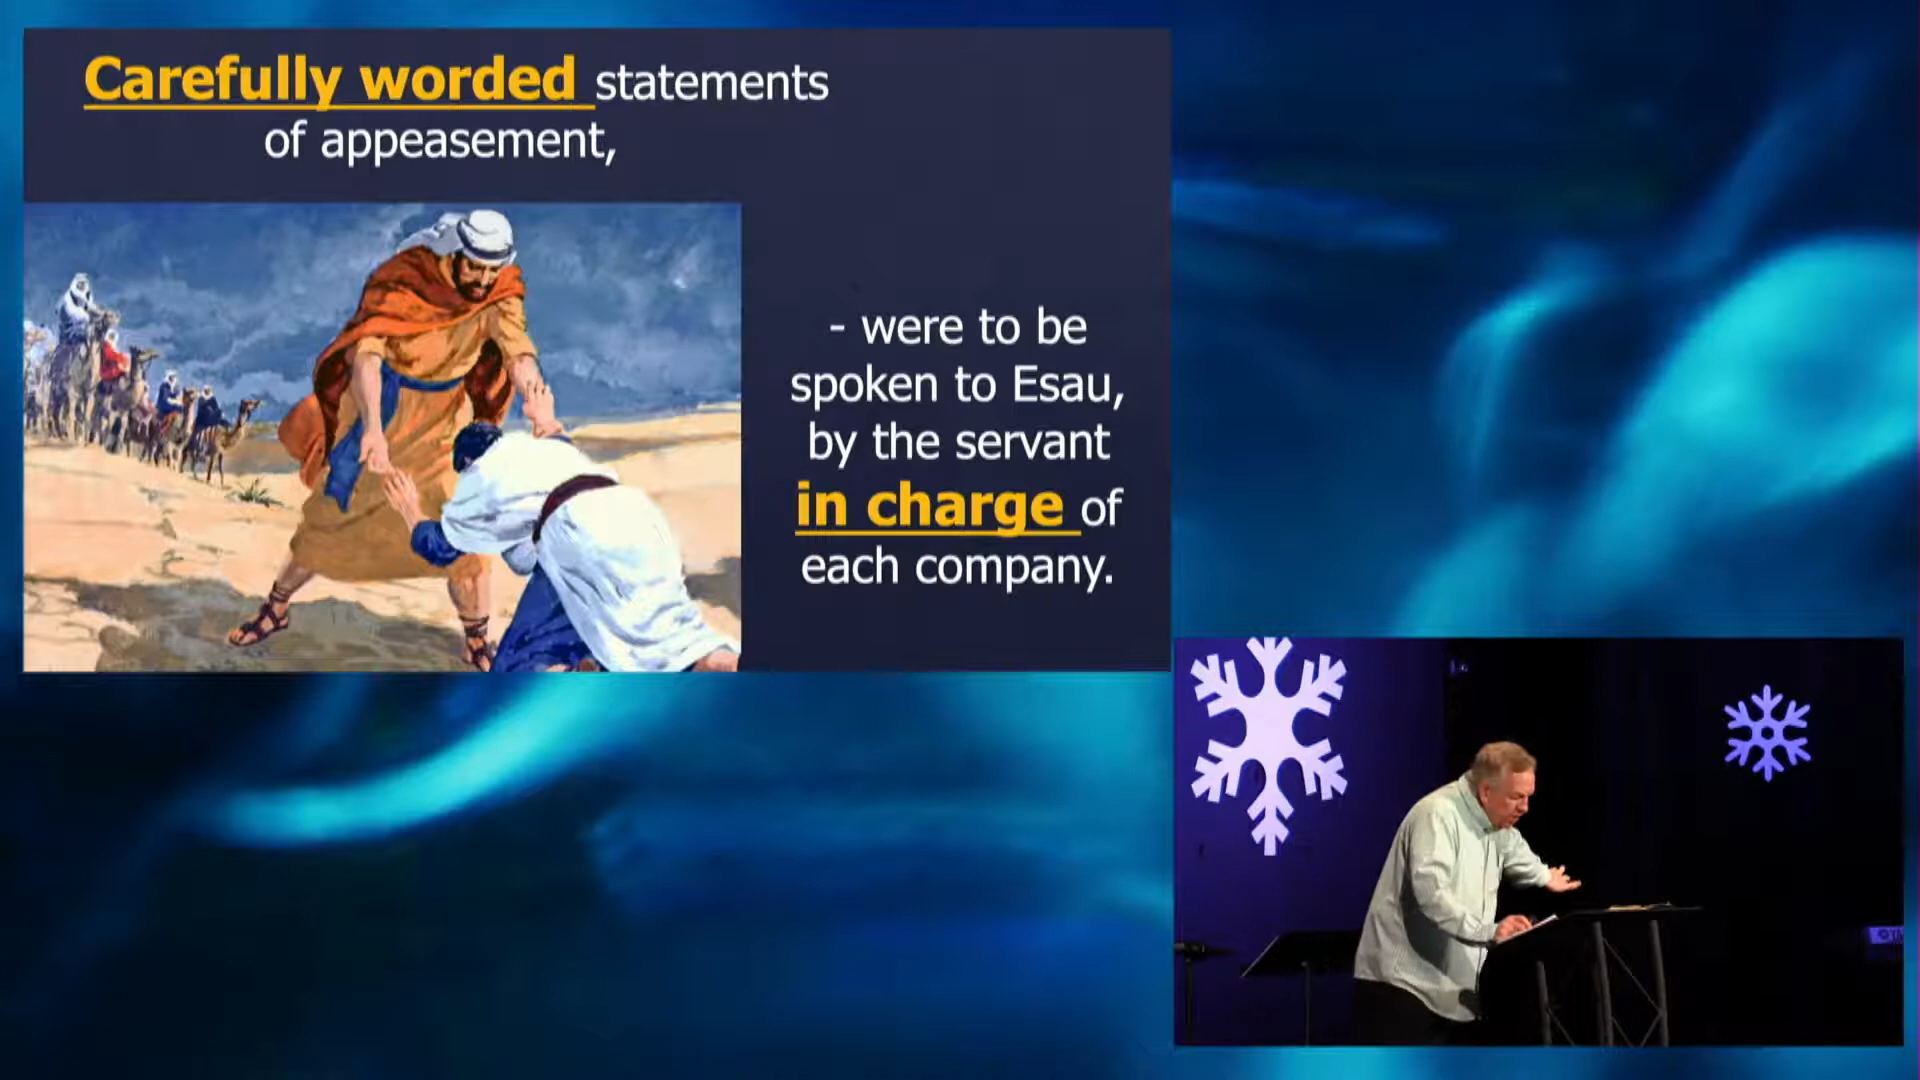 Carefully worded statements
of appeasement,
- were to be
spoken to Esau,
by the servant
in charge of
each company.